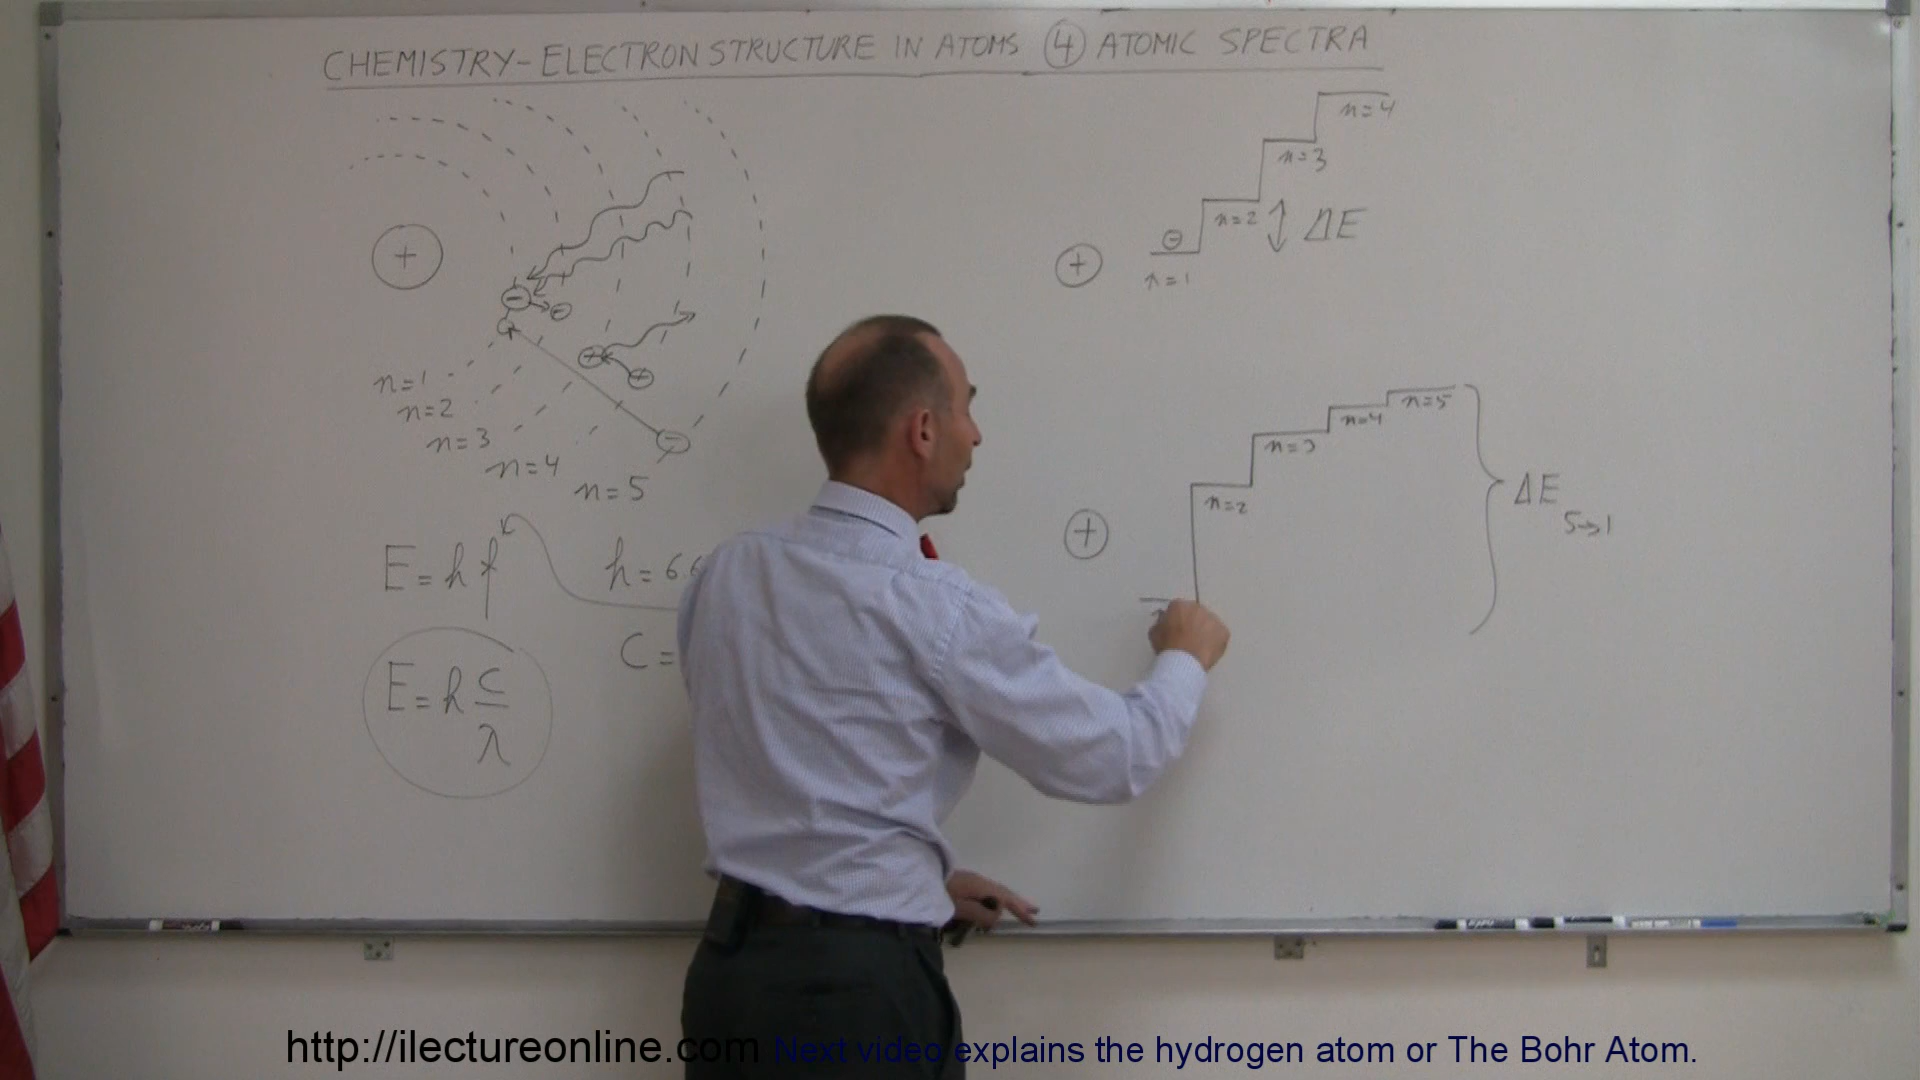 CHEMISTRY-ELECTRON STRUCTURE IN ATOMS ④ ATOMIC SPECTRA
n=4
n=3
n=2
ΔE
n=1
+
+
n=1
n=2
n=3
n=4
n=5
n=5
n=4
n=3
n=2
ΔE 5→1
+
E=hf
h=6.6
C=
E=h c/λ
http://ilectureonline.com Next video explains the hydrogen atom or The Bohr Atom.